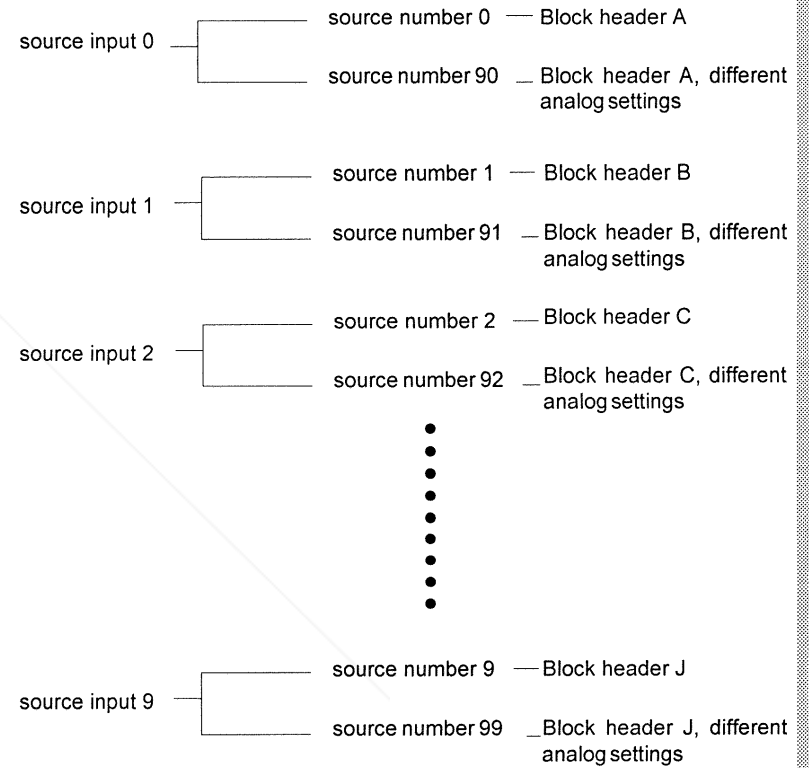 source number 0 — Block header A
source input 0
source number 90 — Block header A, different
analog settings
source number 1 — Block header B
source input 1
source number 91 — Block header B, different
analog settings
source number 2 — Block header C
source input 2
source number 92 — Block header C, different
analog settings
source number 9 — Block header J
source input 9
source number 99 — Block header J, different
analog settings